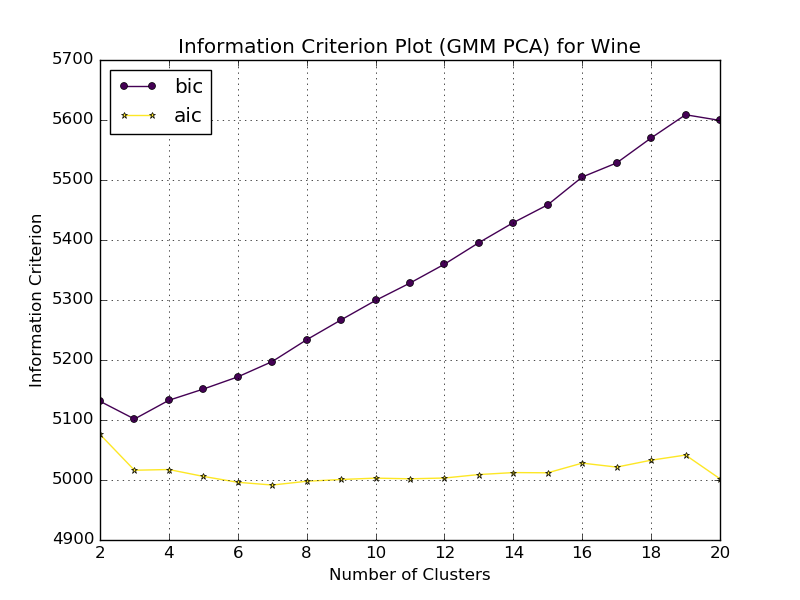 Information Criterion Plot (GMM PCA) for Wine
5700
5600
5500
5400
5300
5200
5100
5000
4900
bic
aic
Information Criterion
2 4 6 8 10 12 14 16 18 20
Number of Clusters